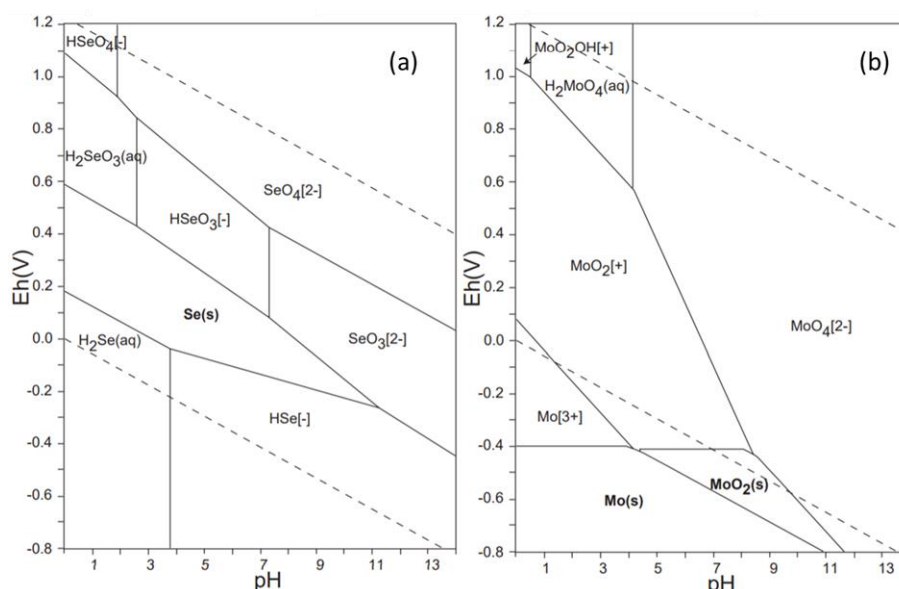 (a)
1.2
1.0
0.8
0.6
0.4
0.2
0.0
-0.2
-0.4
-0.6
-0.8
Eh(V)
HSeO4[-]
H2SeO3(aq)
SeO4[2-]
HSeO3[-]
Se(s)
SeO3[2-]
H2Se(aq)
HSe[-]
1 3 5 7 9 11 13
pH
(b)
1.2
1.0
0.8
0.6
0.4
0.2
0.0
-0.2
-0.4
-0.6
-0.8
Eh(V)
MoO2OH[+]
H2MoO4(aq)
MoO2[+]
MoO4[2-]
Mo[3+]
MoO2(s)
Mo(s)
1 3 5 7 9 11 13
pH